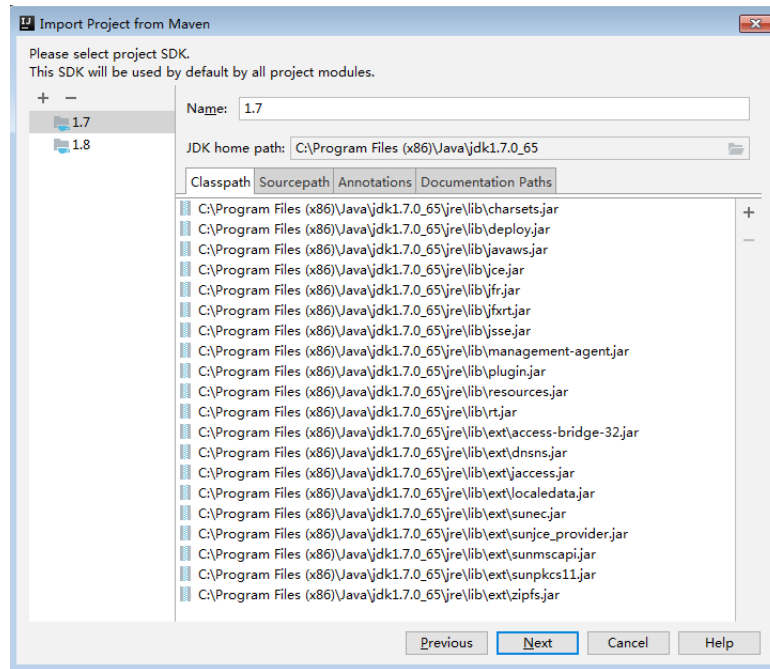 Import Project from Maven
Please select project SDK.
This SDK will be used by default by all project modules.
1.7
1.8
Name: 1.7
JDK home path: C:\Program Files (x86)\Java\jdk1.7.0_65
Classpath Sourcepath Annotations Documentation Paths
C:\Program Files (x86)\Java\jdk1.7.0_65\jre\lib\charsets.jar
C:\Program Files (x86)\Java\jdk1.7.0_65\jre\lib\deploy.jar
C:\Program Files (x86)\Java\jdk1.7.0_65\jre\lib\javaws.jar
C:\Program Files (x86)\Java\jdk1.7.0_65\jre\lib\jce.jar
C:\Program Files (x86)\Java\jdk1.7.0_65\jre\lib\jfr.jar
C:\Program Files (x86)\Java\jdk1.7.0_65\jre\lib\jfxrt.jar
C:\Program Files (x86)\Java\jdk1.7.0_65\jre\lib\jsse.jar
C:\Program Files (x86)\Java\jdk1.7.0_65\jre\lib\management-agent.jar
C:\Program Files (x86)\Java\jdk1.7.0_65\jre\lib\plugin.jar
C:\Program Files (x86)\Java\jdk1.7.0_65\jre\lib\resources.jar
C:\Program Files (x86)\Java\jdk1.7.0_65\jre\lib\rt.jar
C:\Program Files (x86)\Java\jdk1.7.0_65\jre\lib\ext\access-bridge-32.jar
C:\Program Files (x86)\Java\jdk1.7.0_65\jre\lib\ext\dnsns.jar
C:\Program Files (x86)\Java\jdk1.7.0_65\jre\lib\ext\jaccess.jar
C:\Program Files (x86)\Java\jdk1.7.0_65\jre\lib\ext\localedata.jar
C:\Program Files (x86)\Java\jdk1.7.0_65\jre\lib\ext\sunec.jar
C:\Program Files (x86)\Java\jdk1.7.0_65\jre\lib\ext\sunjce_provider.jar
C:\Program Files (x86)\Java\jdk1.7.0_65\jre\lib\ext\sunmscapi.jar
C:\Program Files (x86)\Java\jdk1.7.0_65\jre\lib\ext\sunpkcs11.jar
C:\Program Files (x86)\Java\jdk1.7.0_65\jre\lib\ext\zipfs.jar
Previous Next Cancel Help